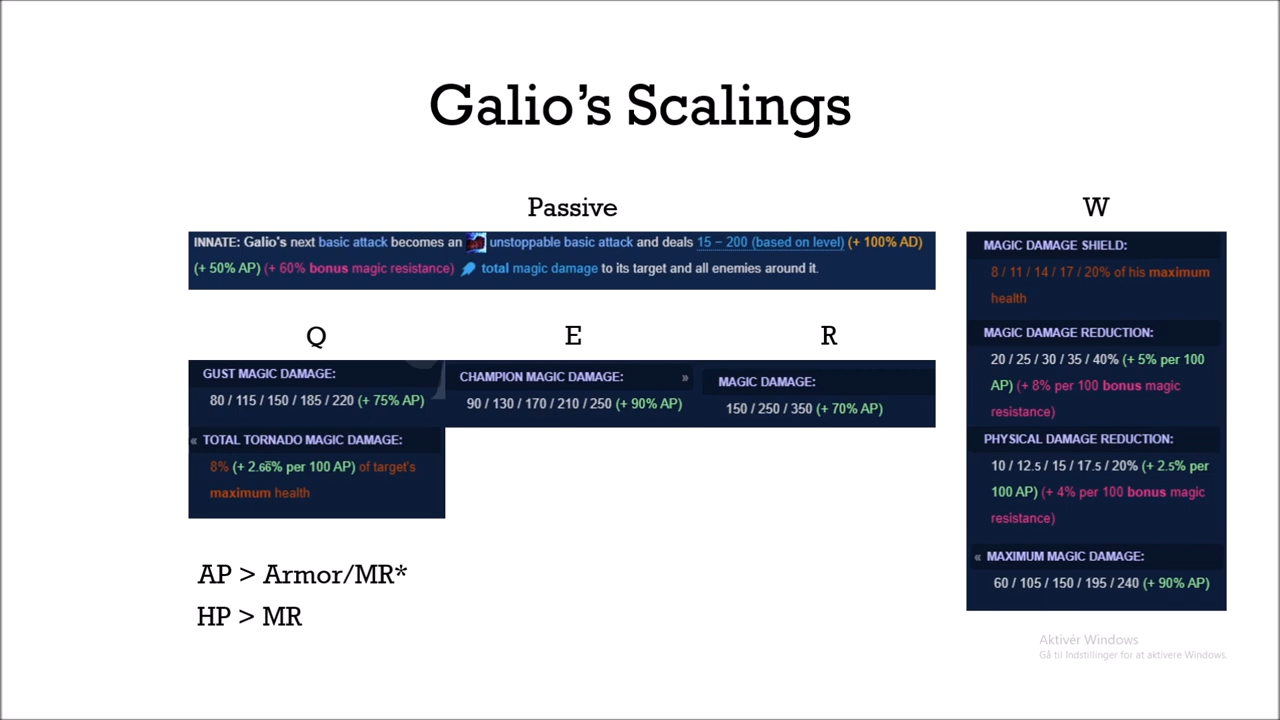 Galio's Scalings
Passive
INNATE: Galio's next basic attack becomes an unstoppable basic attack and deals 15 – 200 (based on level) (+ 100% AD)
(+ 50% AP) (+ 60% bonus magic resistance) total magic damage to its target and all enemies around it.
Q
GUST MAGIC DAMAGE:
80 / 115 / 150 / 185 / 220 (+ 75% AP)
« TOTAL TORNADO MAGIC DAMAGE:
8% (+ 2.66% per 100 AP) of target's
maximum health
E
CHAMPION MAGIC DAMAGE: »
90 / 130 / 170 / 210 / 250 (+ 90% AP)
R
MAGIC DAMAGE:
150 / 250 / 350 (+ 70% AP)
W
MAGIC DAMAGE SHIELD:
8 / 11 / 14 / 17 / 20% of his maximum
health
MAGIC DAMAGE REDUCTION:
20 / 25 / 30 / 35 / 40% (+ 5% per 100
AP) (+ 8% per 100 bonus magic
resistance)
PHYSICAL DAMAGE REDUCTION:
10 / 12.5 / 15 / 17.5 / 20% (+ 2.5% per
100 AP) (+ 4% per 100 bonus magic
resistance)
« MAXIMUM MAGIC DAMAGE:
60 / 105 / 150 / 195 / 240 (+ 90% AP)
AP > Armor/MR*
HP > MR
Aktivér Windows
Gå til Indstillinger for at aktivere Windows.